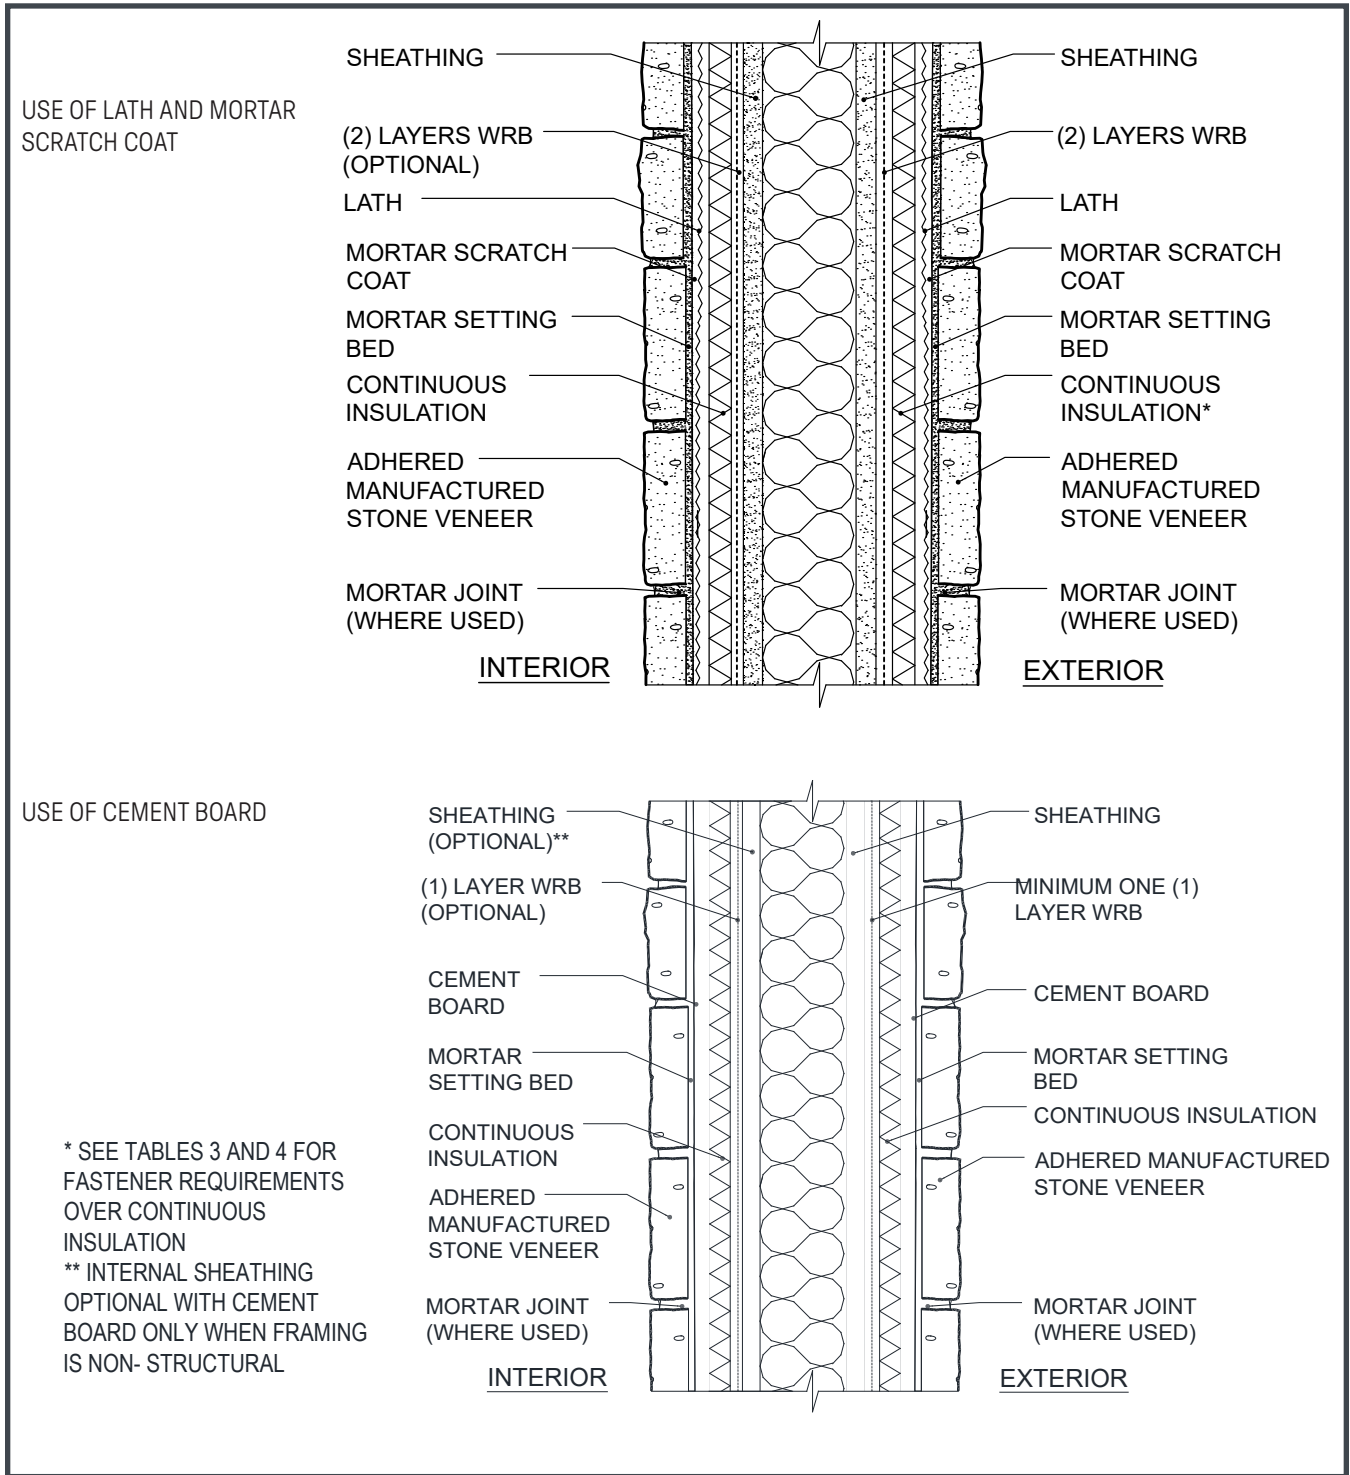 USE OF LATH AND MORTAR
SCRATCH COAT
SHEATHING
(2) LAYERS WRB
(OPTIONAL)
LATH
MORTAR SCRATCH
COAT
MORTAR SETTING
BED
CONTINUOUS
INSULATION
ADHERED
MANUFACTURED
STONE VENEER
MORTAR JOINT
(WHERE USED)
INTERIOR
SHEATHING
(2) LAYERS WRB
LATH
MORTAR SCRATCH
COAT
MORTAR SETTING
BED
CONTINUOUS
INSULATION*
ADHERED
MANUFACTURED
STONE VENEER
MORTAR JOINT
(WHERE USED)
EXTERIOR
USE OF CEMENT BOARD
SHEATHING
(OPTIONAL)**
(1) LAYER WRB
(OPTIONAL)
CEMENT
BOARD
MORTAR
SETTING BED
CONTINUOUS
INSULATION
ADHERED
MANUFACTURED
STONE VENEER
MORTAR JOINT
(WHERE USED)
INTERIOR
SHEATHING
MINIMUM ONE (1)
LAYER WRB
CEMENT BOARD
MORTAR SETTING
BED
CONTINUOUS INSULATION
ADHERED MANUFACTURED
STONE VENEER
MORTAR JOINT
(WHERE USED)
EXTERIOR
* SEE TABLES 3 AND 4 FOR
FASTENER REQUIREMENTS
OVER CONTINUOUS
INSULATION
** INTERNAL SHEATHING
OPTIONAL WITH CEMENT
BOARD ONLY WHEN FRAMING
IS NON- STRUCTURAL